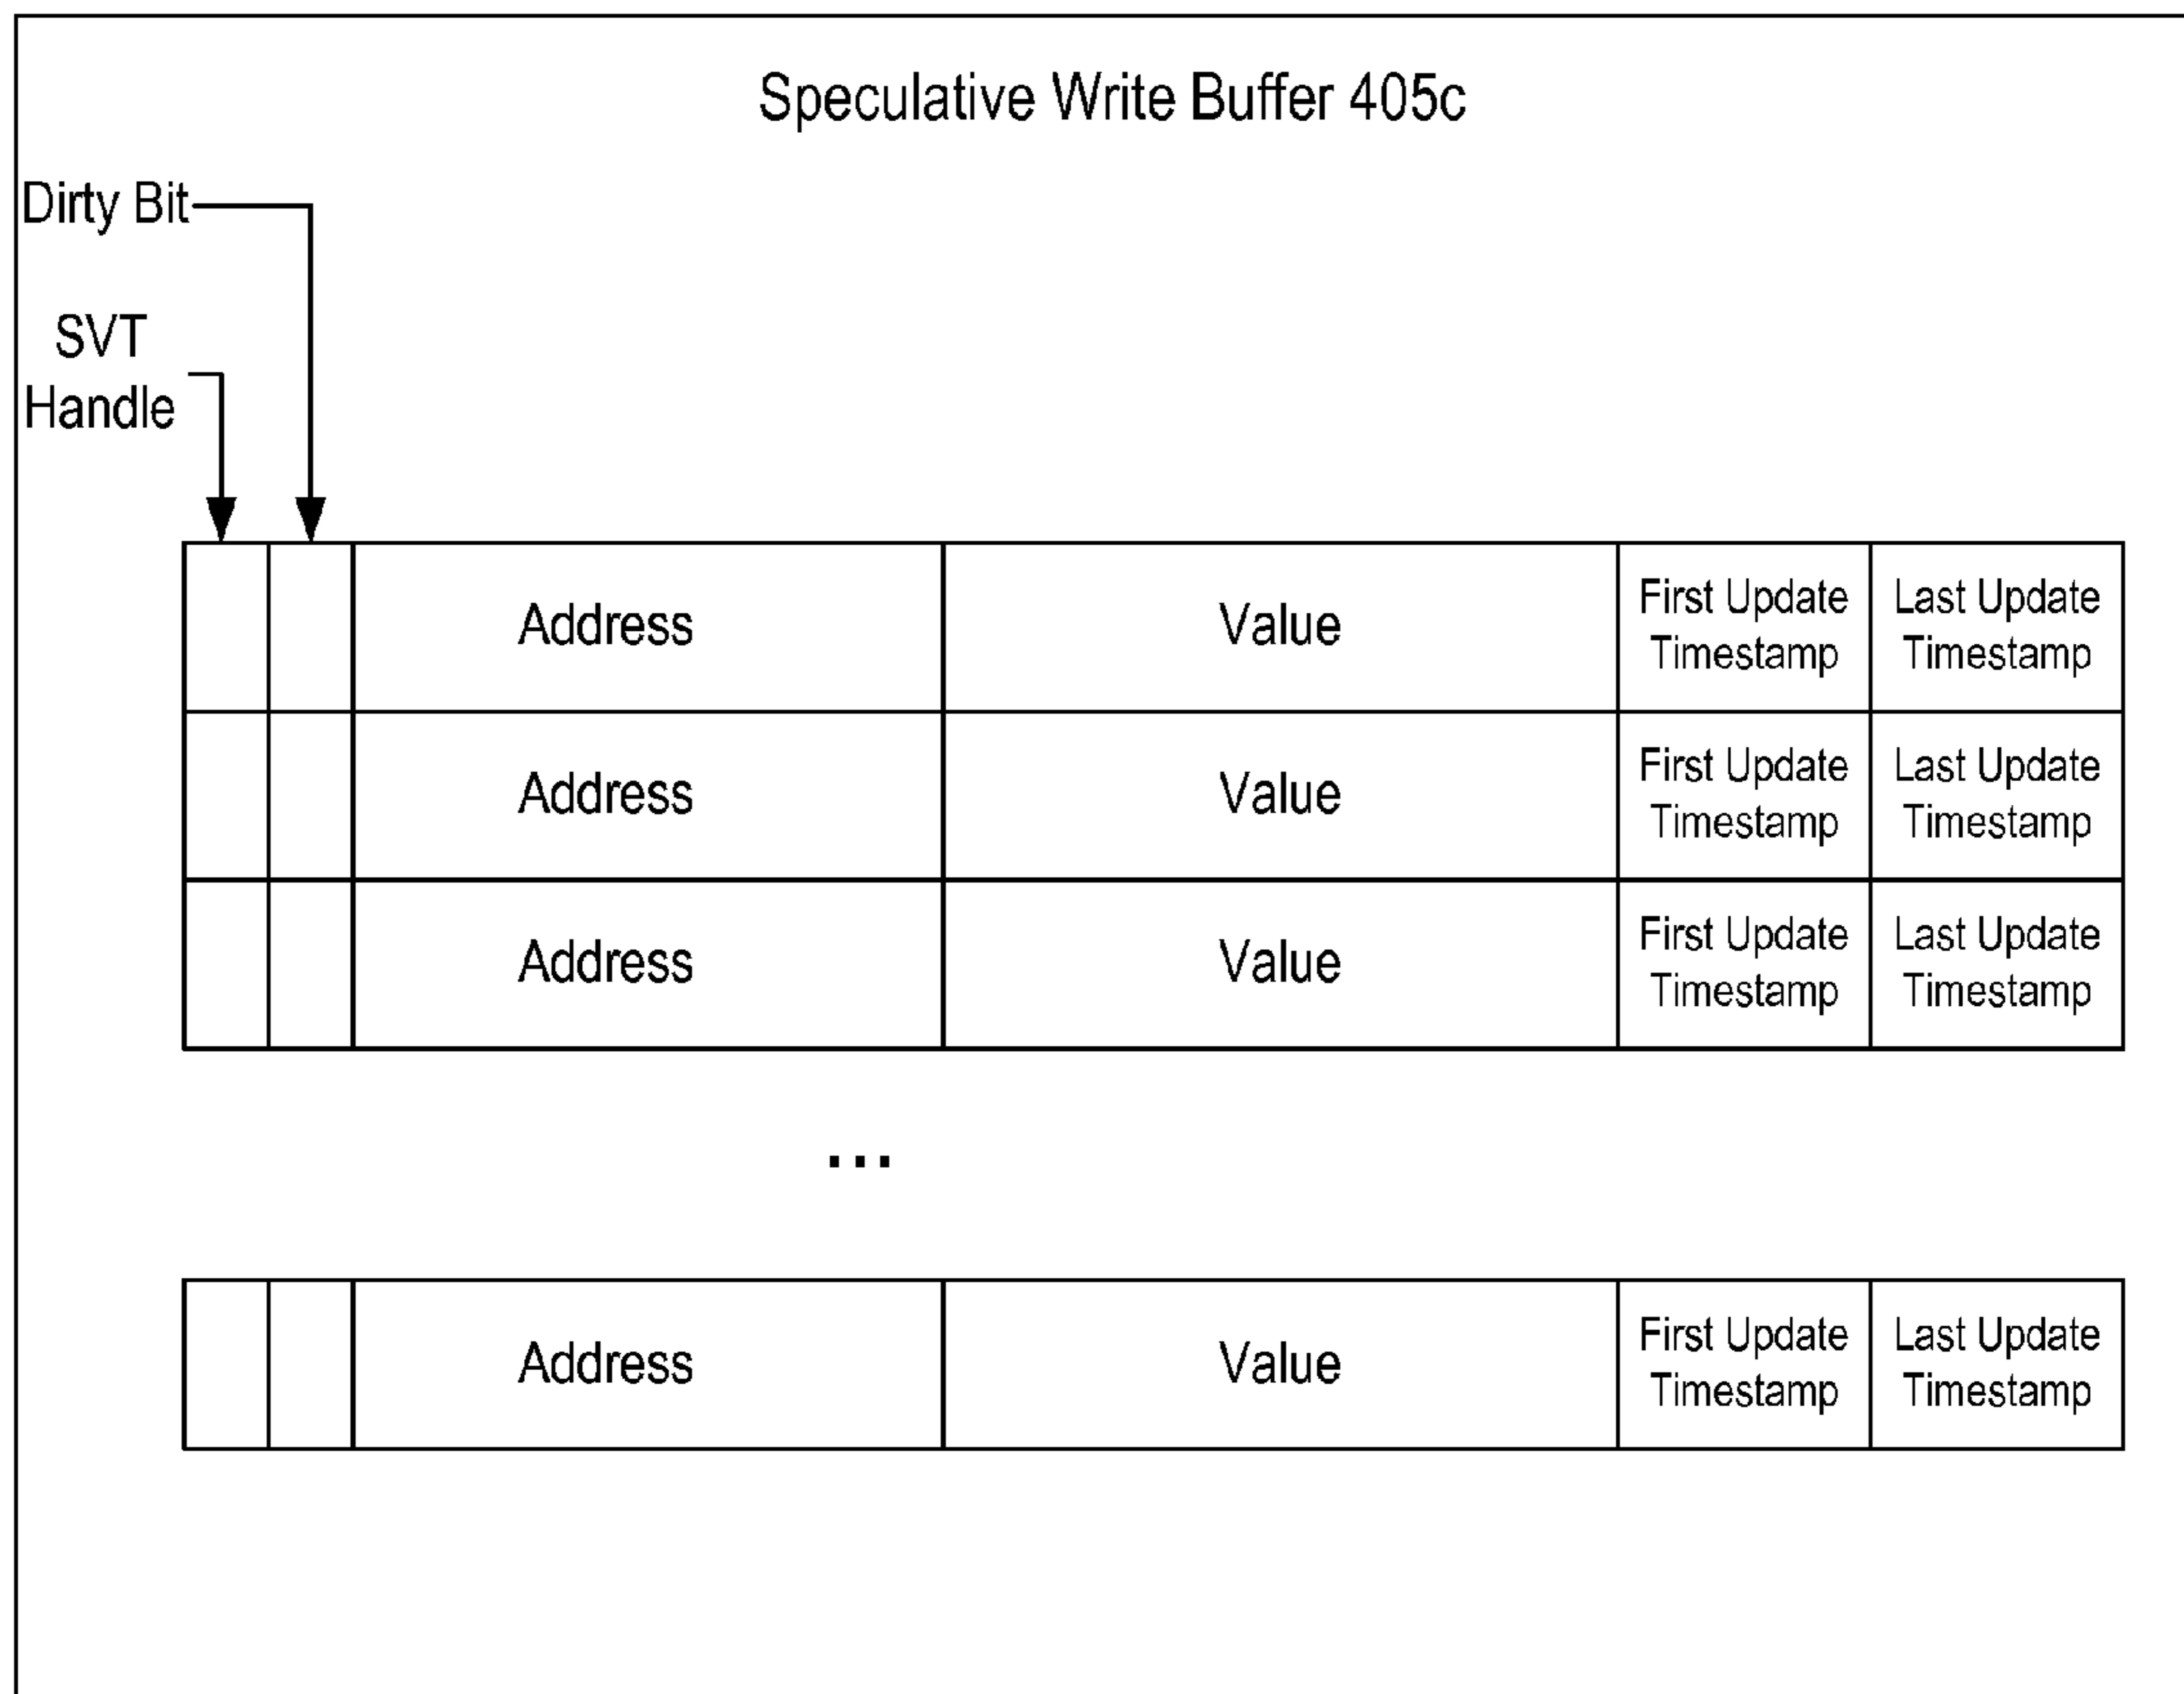 Speculative Write Buffer 405c
Dirty Bit
SVT
Handle
Address Value First Update Last Update
Timestamp Timestamp
Address Value First Update Last Update
Timestamp Timestamp
Address Value First Update Last Update
Timestamp Timestamp
...
Address Value First Update Last Update
Timestamp Timestamp